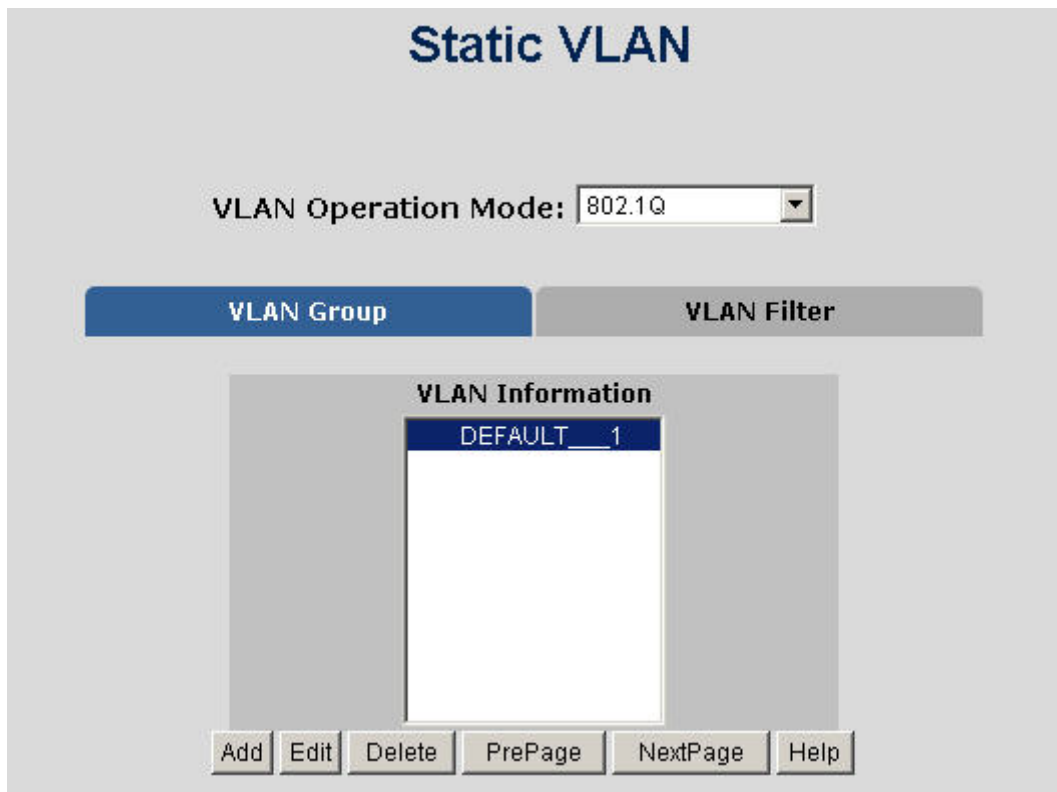 Static VLAN
VLAN Operation Mode: 802.1Q
VLAN Group VLAN Filter
VLAN Information
DEFAULT___1
Add Edit Delete PrePage NextPage Help